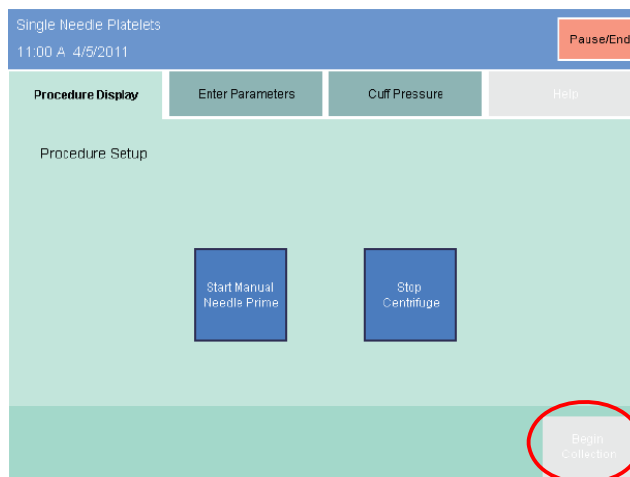 Single Needle Platelets
11:00 A 4/5/2011
Pause/End
Procedure Display
Enter Parameters
Cuff Pressure
Help
Procedure Setup
Start Manual
Needle Prime
Stop
Centrifuge
Begin
Collection